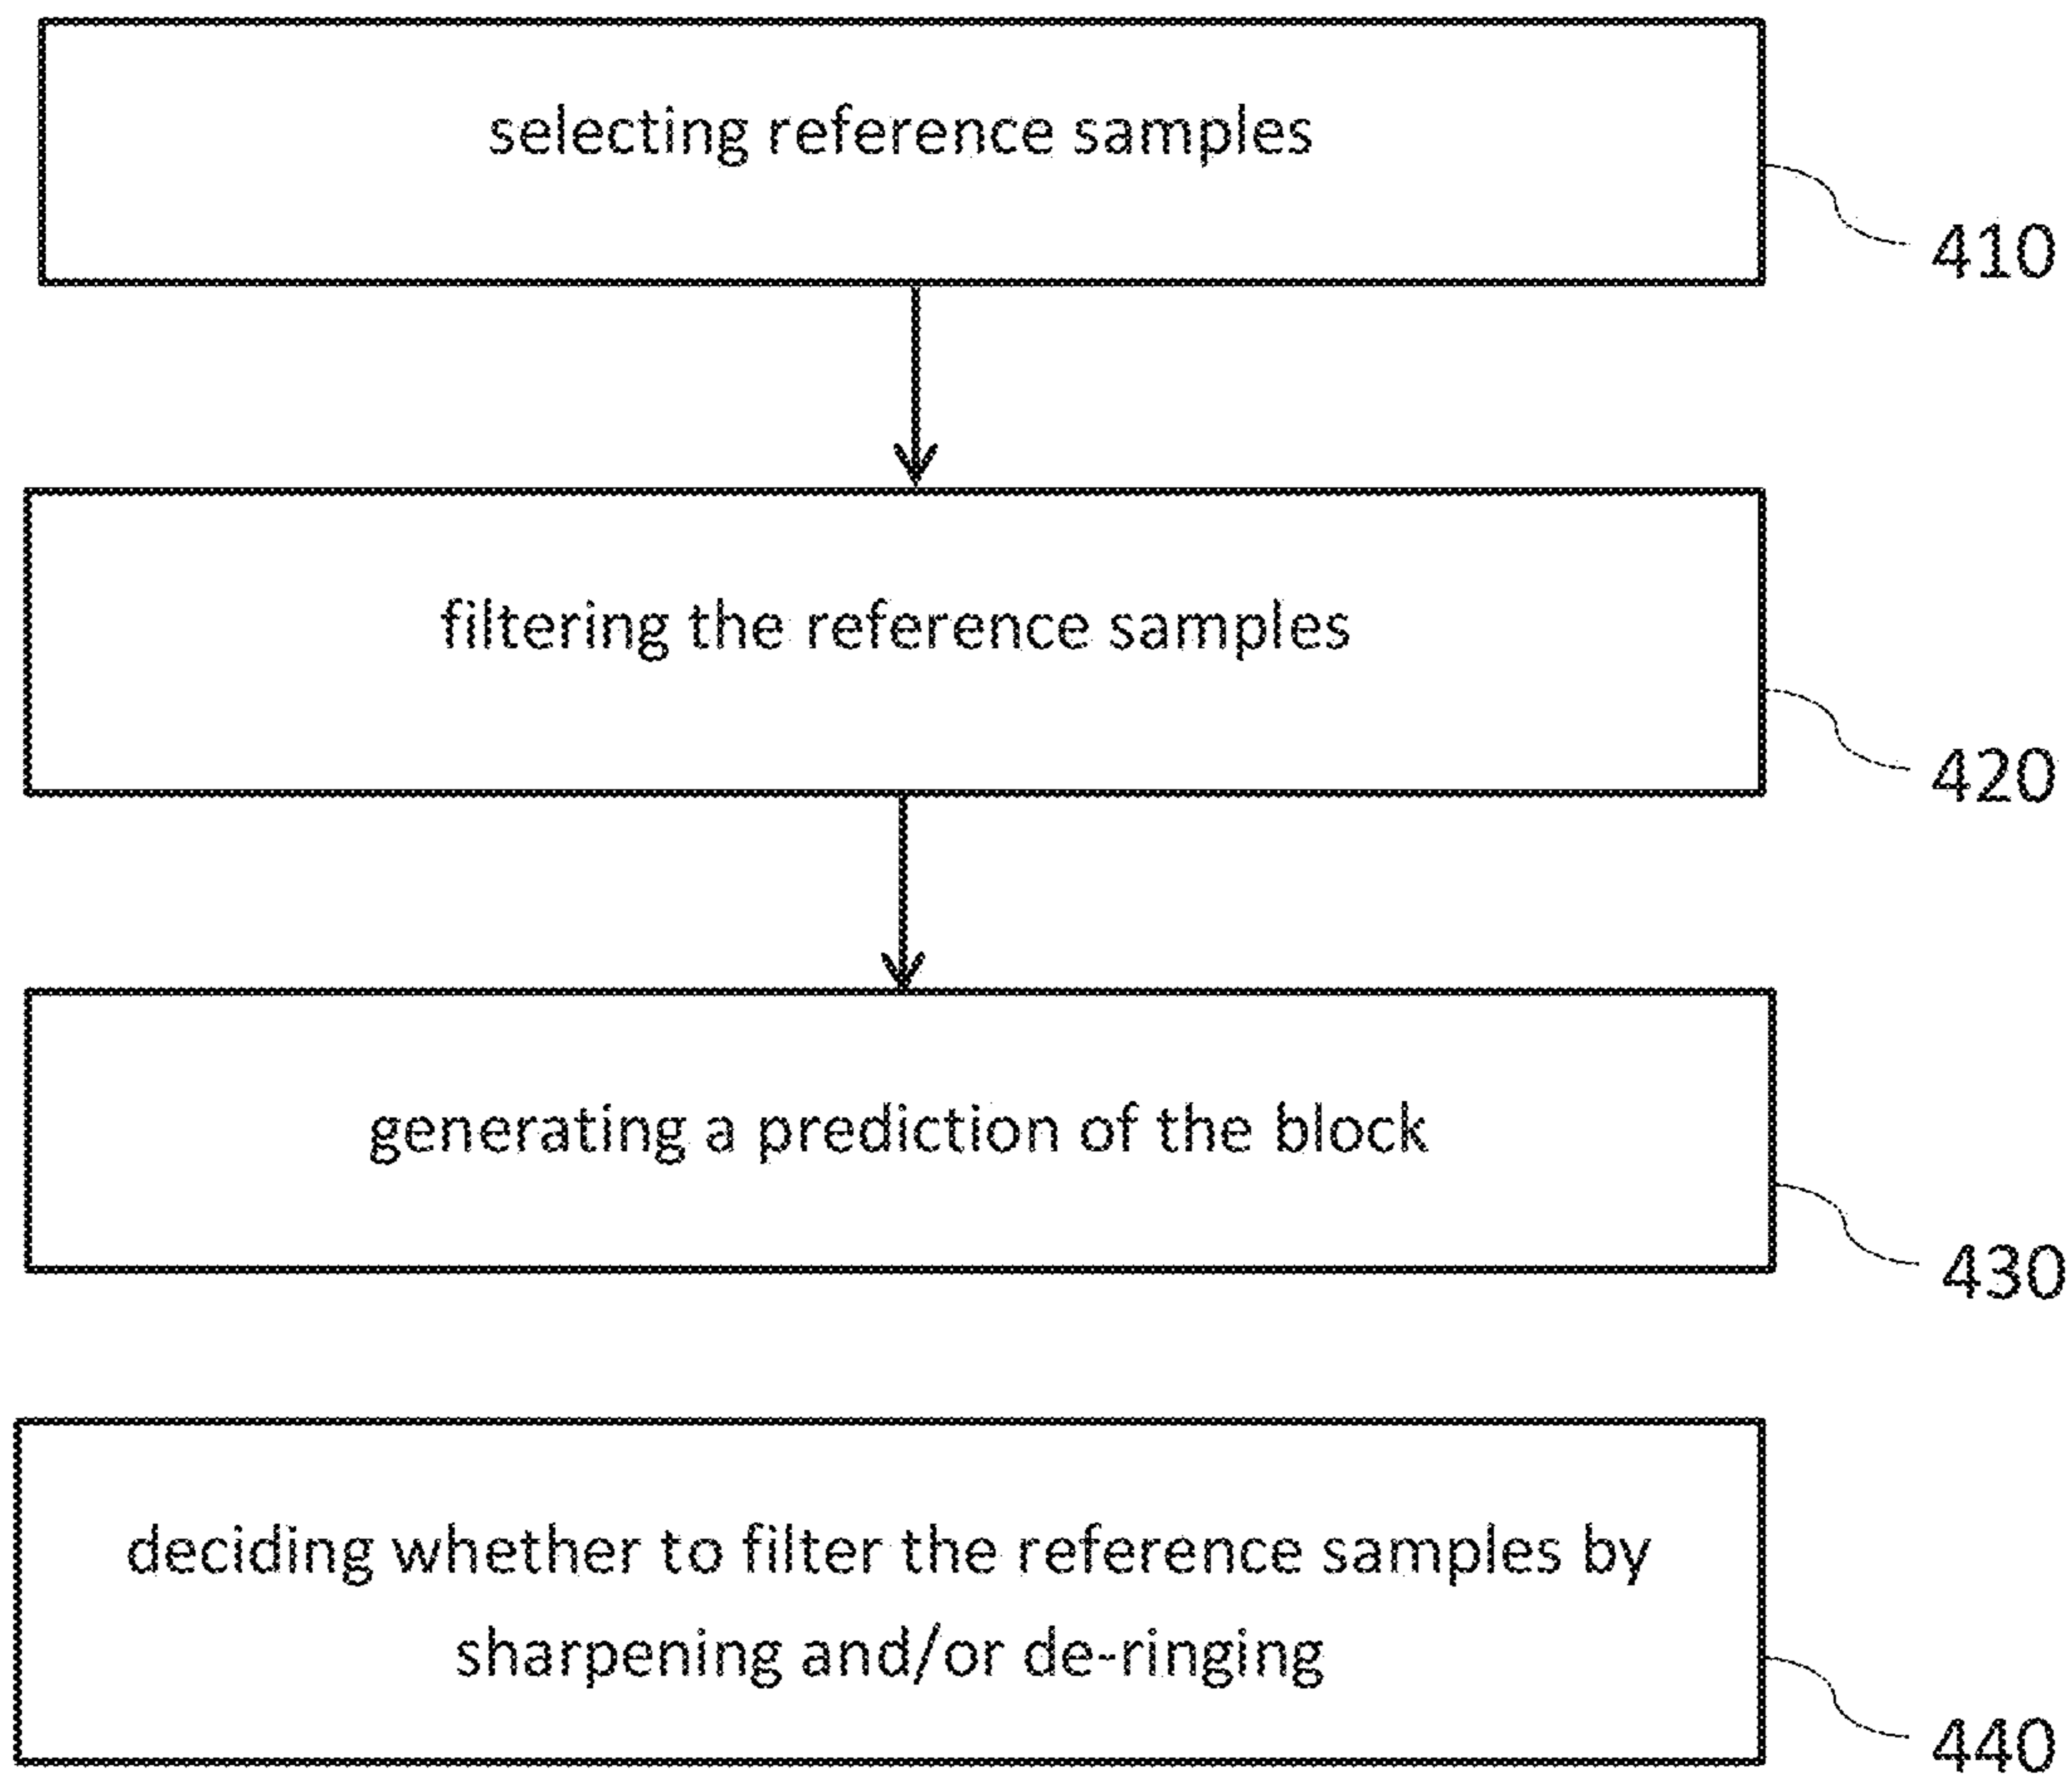 selecting reference samples
410
filtering the reference samples
420
generating a prediction of the block
430
deciding whether to filter the reference samples by
sharpening and/or de-ringing
440